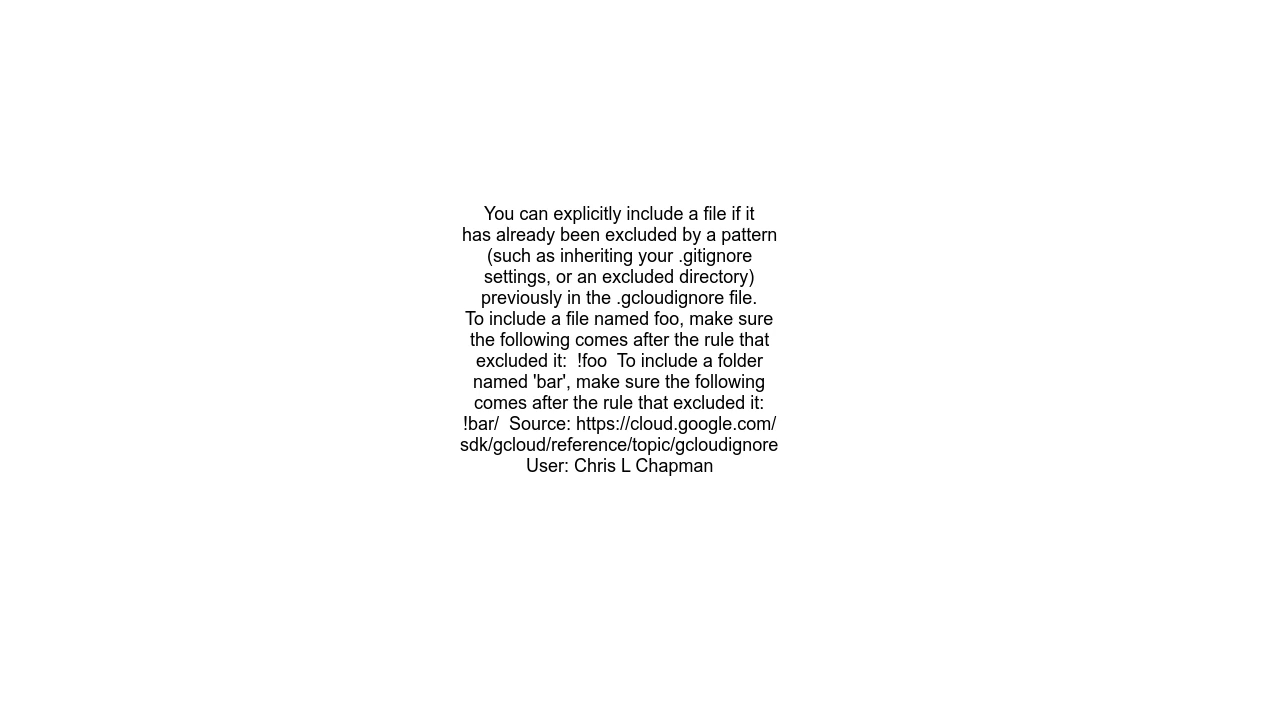 You can explicitly include a file if it
has already been excluded by a pattern
(such as inheriting your .gitignore
settings, or an excluded directory)
previously in the .gcloudignore file.
To include a file named foo, make sure
the following comes after the rule that
excluded it:  !foo  To include a folder
named 'bar', make sure the following
comes after the rule that excluded it:
!bar/  Source: https://cloud.google.com/
sdk/gcloud/reference/topic/gcloudignore
User: Chris L Chapman